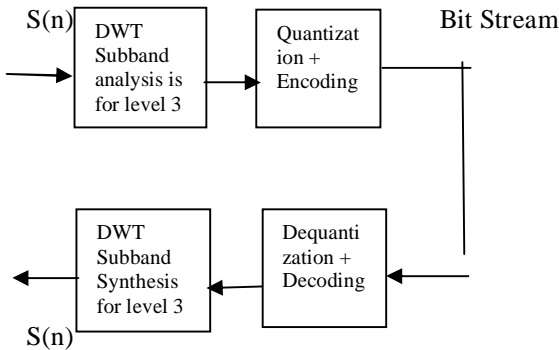 S(n)
DWT
Subband
analysis is
for level 3
Quantizat
ion +
Encoding
Bit Stream
DWT
Subband
Synthesis
for level 3
Dequanti
zation +
Decoding
S(n)